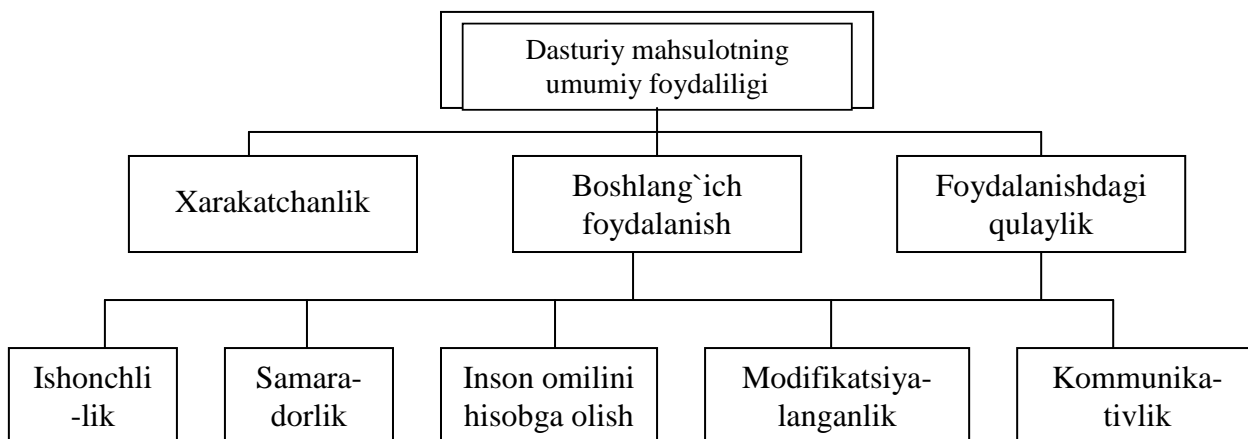 Dasturiy mahsulotning
umumiy foydaliligi
Xarakatchanlik
Boshlang`ich
foydalanish
Foydalanishdagi
qulaylik
Ishonchli
-lik
Samara-
dorlik
Inson omilini
hisobga olish
Modifikatsiya-
langanlik
Kommunika-
tivlik